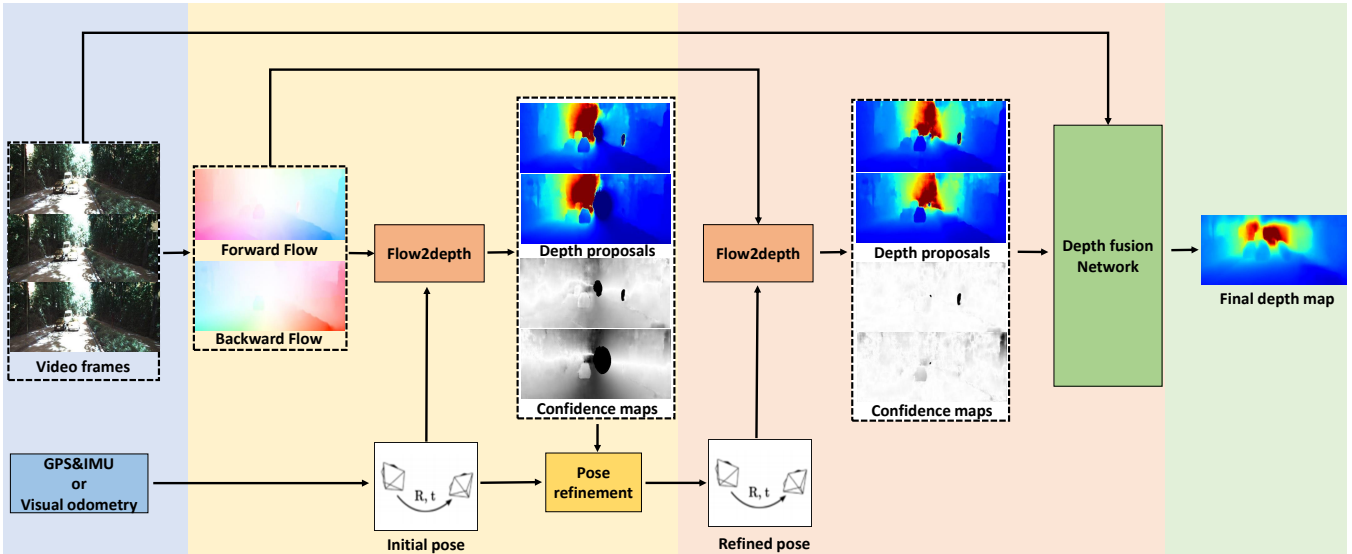 Video frames
GPS&IMU
or
Visual odometry
Forward Flow
Backward Flow
Flow2depth
R, t
Initial pose
Depth proposals
Confidence maps
Pose
refinement
Flow2depth
R, t
Refined pose
Depth proposals
Confidence maps
Depth fusion
Network
Final depth map